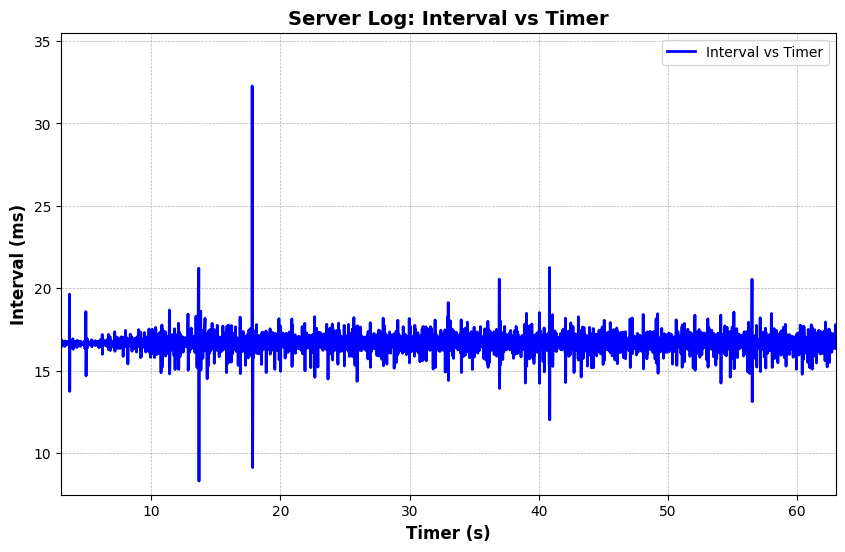 Server Log: Interval vs Timer
Interval vs Timer
35
30
25
20
15
10
Interval (ms)
10 20 30 40 50 60
Timer (s)